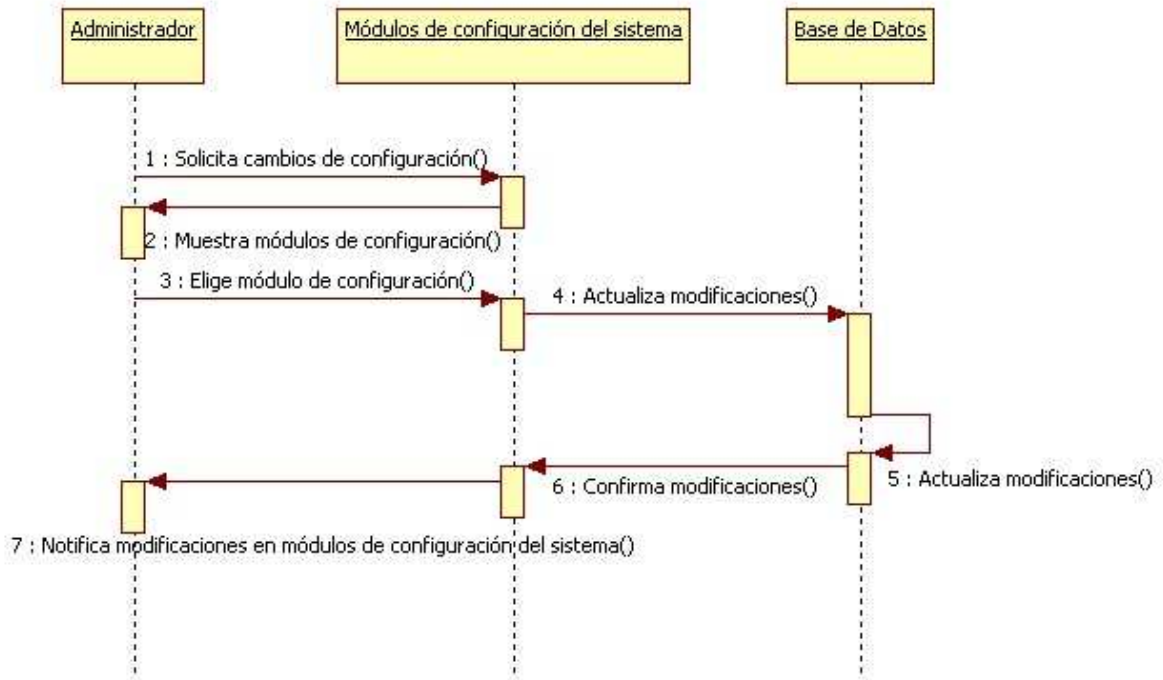 Administrador
Módulos de configuración del sistema
Base de Datos
1 : Solicita cambios de configuración()
2 : Muestra módulos de configuración()
3 : Elige módulo de configuración()
4 : Actualiza modificaciones()
5 : Actualiza modificaciones()
6 : Confirma modificaciones()
7 : Notifica modificaciones en módulos de configuración del sistema()